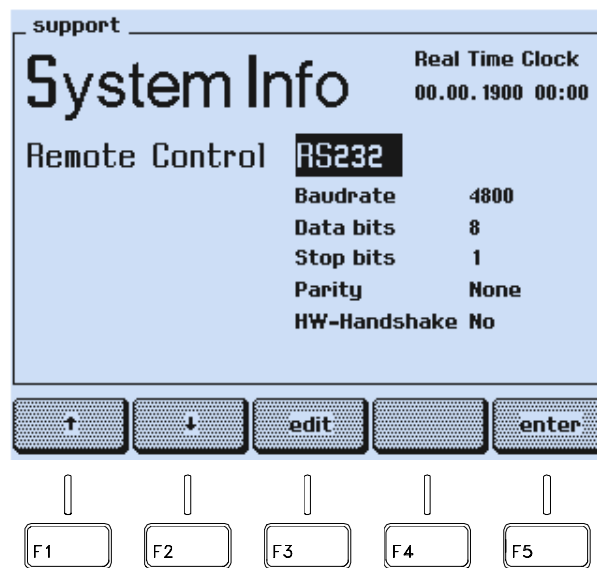 support
System Info
Real Time Clock
00.00.1900 00:00
Remote Control RS232
Baudrate 4800
Data bits 8
Stop bits 1
Parity None
HW-Handshake No
↑ ↓ edit enter
F1 F2 F3 F4 F5